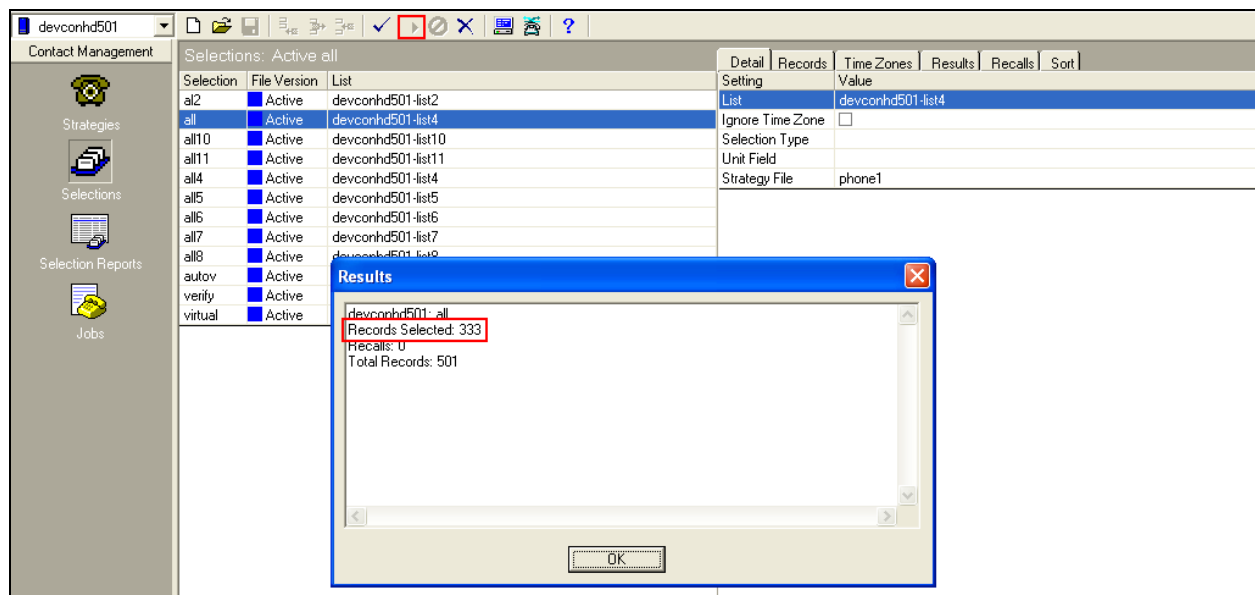 devconhd501
?
Contact Management
Strategies
Selections
Selection Reports
Jobs
Selections: Active all
Selection File Version List
al2 Active devconhd501-list2
all Active devconhd501-list4
all10 Active devconhd501-list10
all11 Active devconhd501-list11
all4 Active devconhd501-list4
all5 Active devconhd501-list5
all6 Active devconhd501-list6
all7 Active devconhd501-list7
all8 Active devconhd501-list8
autov Active
verify Active
virtual Active
Detail Records Time Zones Results Recalls Sort
Setting Value
List devconhd501-list4
Ignore Time Zone
Selection Type
Unit Field
Strategy File phone1
Results
devconhd501: all
Records Selected: 333
Recalls: 0
Total Records: 501
OK